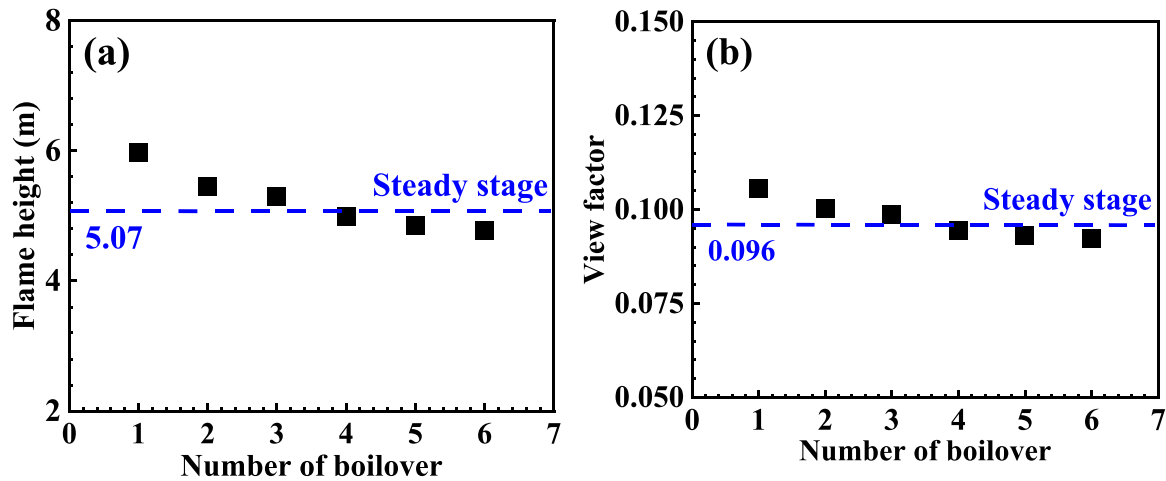 (a)
Flame height (m)
8
6
4
2
Steady stage
5.07
0 1 2 3 4 5 6 7
Number of boilover
(b)
View factor
0.150
0.125
0.100
0.075
0.050
Steady stage
0.096
0 1 2 3 4 5 6 7
Number of boilover